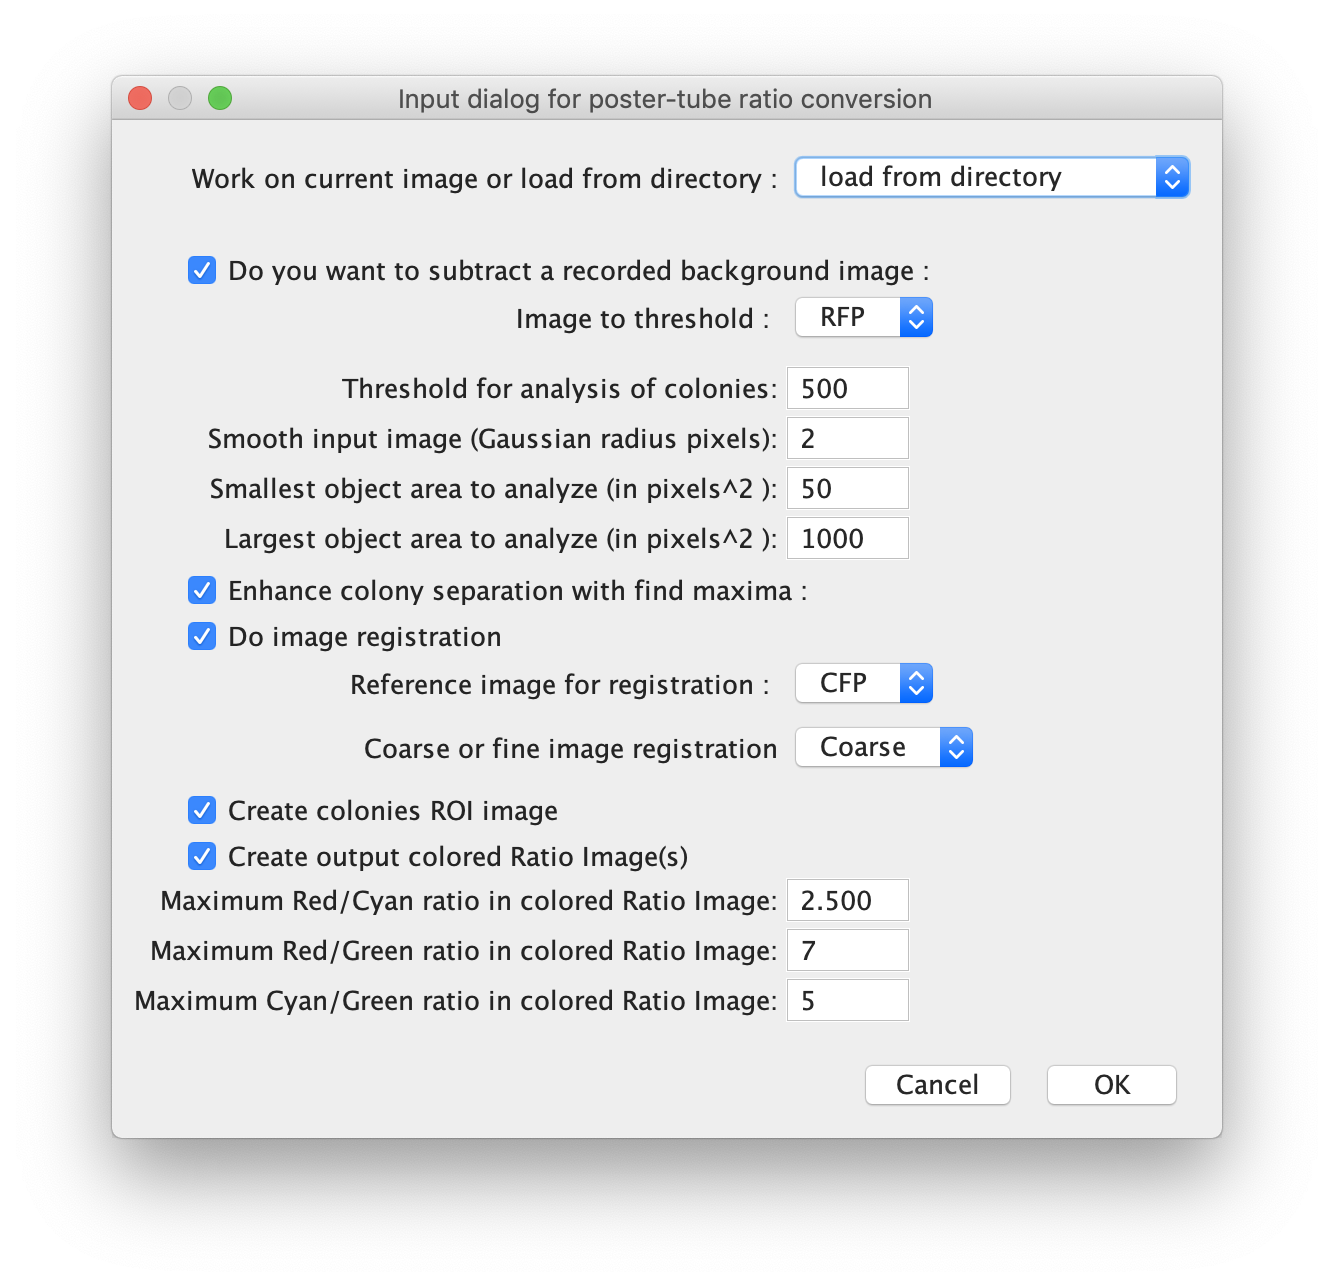 Input dialog for poster-tube ratio conversion
Work on current image or load from directory : load from directory
Do you want to subtract a recorded background image :
Image to threshold : RFP
Threshold for analysis of colonies: 500
Smooth input image (Gaussian radius pixels): 2
Smallest object area to analyze (in pixels^2 ): 50
Largest object area to analyze (in pixels^2 ): 1000
Enhance colony separation with find maxima :
Do image registration
Reference image for registration : CFP
Coarse or fine image registration Coarse
Create colonies ROI image
Create output colored Ratio Image(s)
Maximum Red/Cyan ratio in colored Ratio Image: 2.500
Maximum Red/Green ratio in colored Ratio Image: 7
Maximum Cyan/Green ratio in colored Ratio Image: 5
Cancel OK